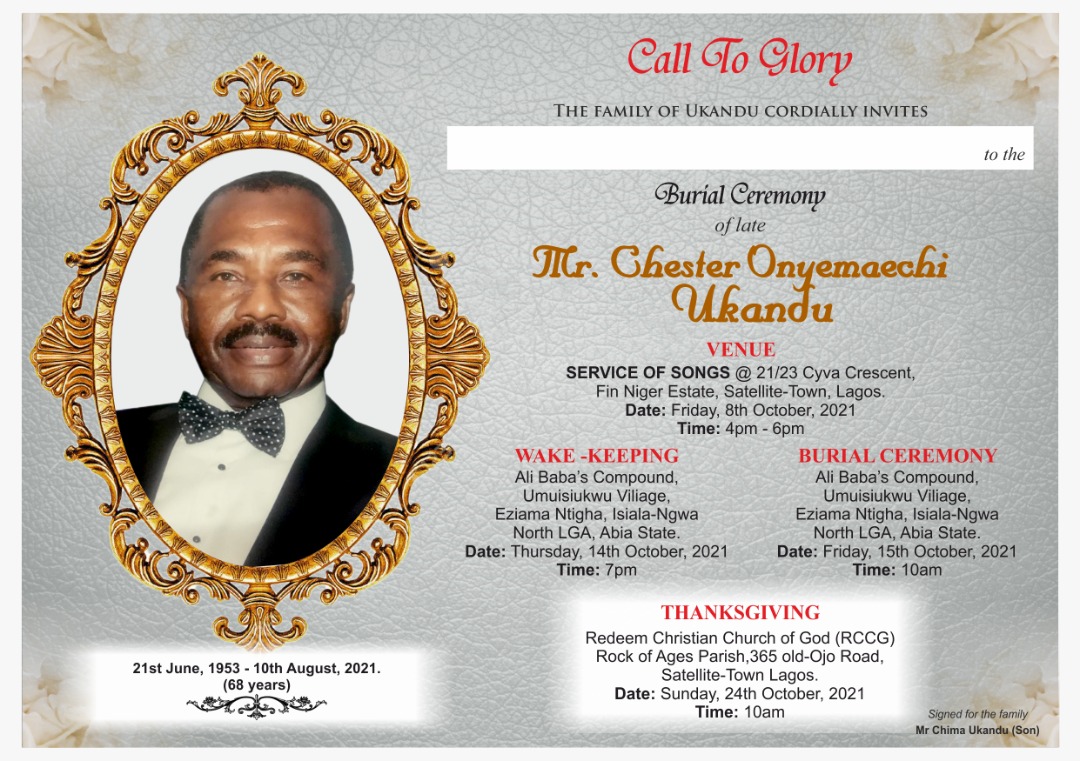 Call To Glory
THE FAMILY OF UKANDU CORDIALLY INVITES
to the
Burial Ceremony
of late
Mr. Chester Onyemaechi
Ukandu
VENUE
SERVICE OF SONGS @ 21/23 Cyva Crescent,
Fin Niger Estate, Satellite-Town, Lagos.
Date: Friday, 8th October, 2021
Time: 4pm - 6pm
WAKE -KEEPING
Ali Baba's Compound,
Umuisiukwu Viliage,
Eziama Ntigha, Isiala-Ngwa
North LGA, Abia State.
Date: Thursday, 14th October, 2021
Time: 7pm
BURIAL CEREMONY
Ali Baba's Compound,
Umuisiukwu Viliage,
Eziama Ntigha, Isiala-Ngwa
North LGA, Abia State.
Date: Friday, 15th October, 2021
Time: 10am
THANKSGIVING
Redeem Christian Church of God (RCCG)
Rock of Ages Parish,365 old-Ojo Road,
Satellite-Town Lagos.
Date: Sunday, 24th October, 2021
Time: 10am
21st June, 1953 - 10th August, 2021.
(68 years)
Signed for the family
Mr Chima Ukandu (Son)